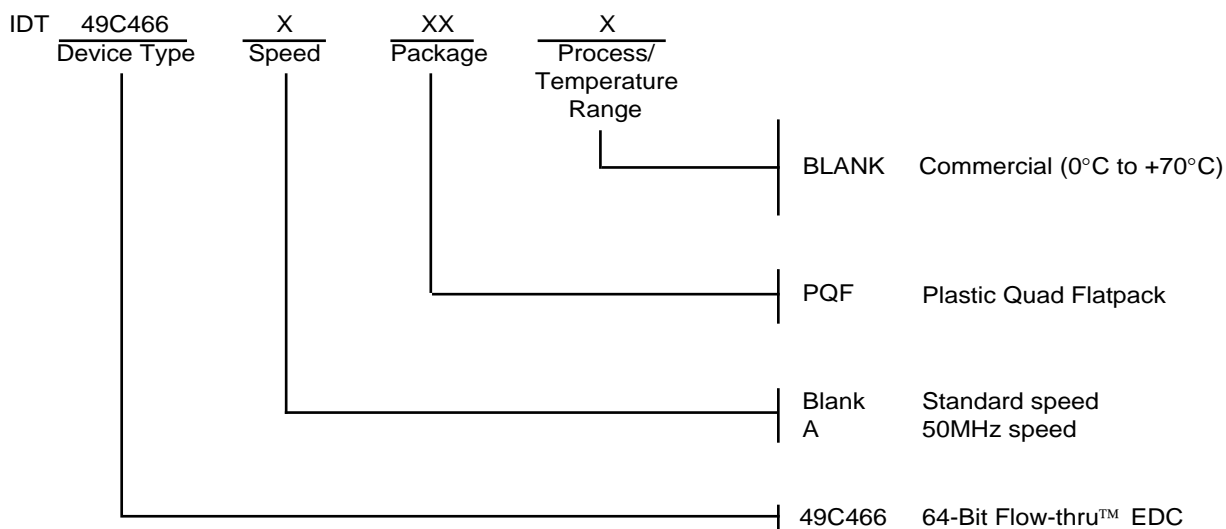 IDT 49C466 X XX X
Device Type Speed Package Process/
Temperature
Range
BLANK Commercial (0°C to +70°C)
PQF Plastic Quad Flatpack
Blank Standard speed
A 50MHz speed
49C466 64-Bit Flow-thru™ EDC